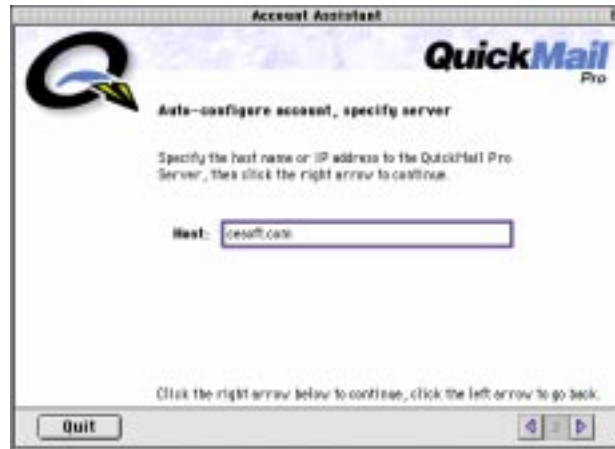 Account Assistant
QuickMail
Pro
Auto-configure account, specify server
Specify the host name or IP address to the QuickMail Pro
Server, then click the right arrow to continue.
Host: cesoft.com
Click the right arrow below to continue, click the left arrow to go back.
Quit
2